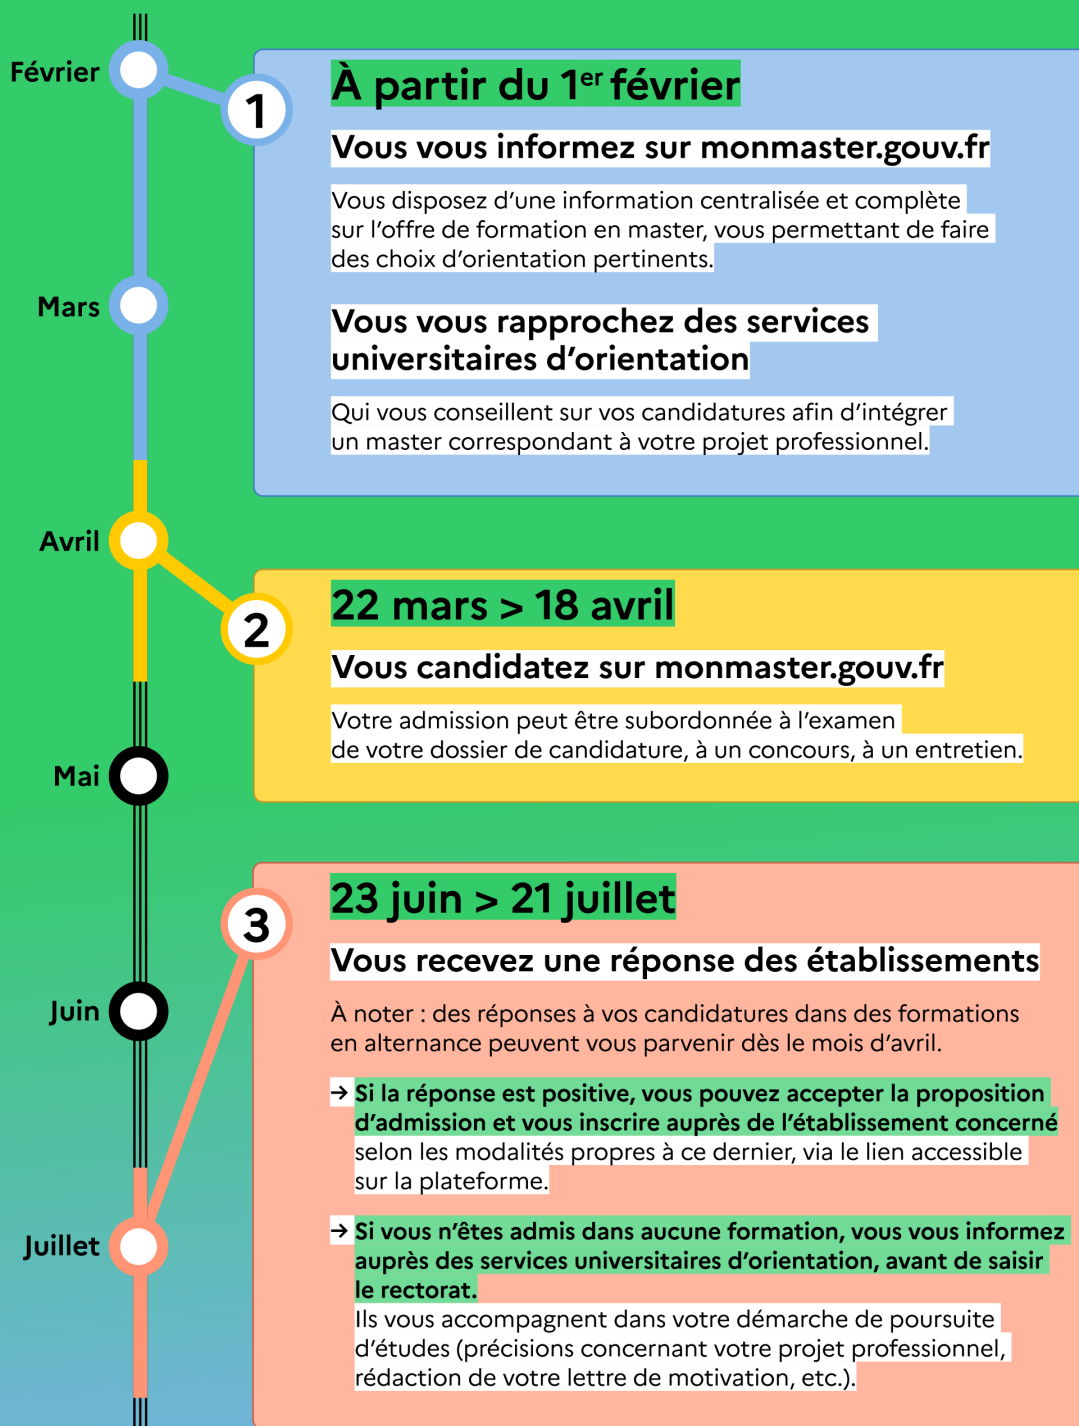 Février
1
À partir du 1er février
Vous vous informez sur monmaster.gouv.fr
Vous disposez d’une information centralisée et complète
sur l’offre de formation en master, vous permettant de faire
des choix d’orientation pertinents.
Mars
Vous vous rapprochez des services
universitaires d’orientation
Qui vous conseillent sur vos candidatures afin d’intégrer
un master correspondant à votre projet professionnel.
Avril
2
22 mars > 18 avril
Vous candidatez sur monmaster.gouv.fr
Votre admission peut être subordonnée à l’examen
de votre dossier de candidature, à un concours, à un entretien.
Mai
3
23 juin > 21 juillet
Vous recevez une réponse des établissements
À noter : des réponses à vos candidatures dans des formations
en alternance peuvent vous parvenir dès le mois d’avril.
Juin
→ Si la réponse est positive, vous pouvez accepter la proposition
d’admission et vous inscrire auprès de l’établissement concerné
selon les modalités propres à ce dernier, via le lien accessible
sur la plateforme.
Juillet
→ Si vous n’êtes admis dans aucune formation, vous vous informez
auprès des services universitaires d’orientation, avant de saisir
le rectorat.
Ils vous accompagnent dans votre démarche de poursuite
d’études (précisions concernant votre projet professionnel,
rédaction de votre lettre de motivation, etc.).